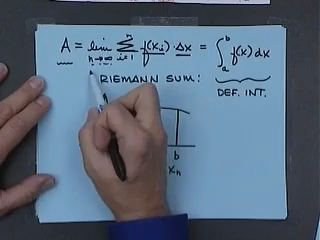 A = lim n→∞ n Σ i=1 f(xᵢ) · Δx = ∫ₐᵇ f(x) dx
RIEMANN SUM:
DEF. INT.
b
xₙ